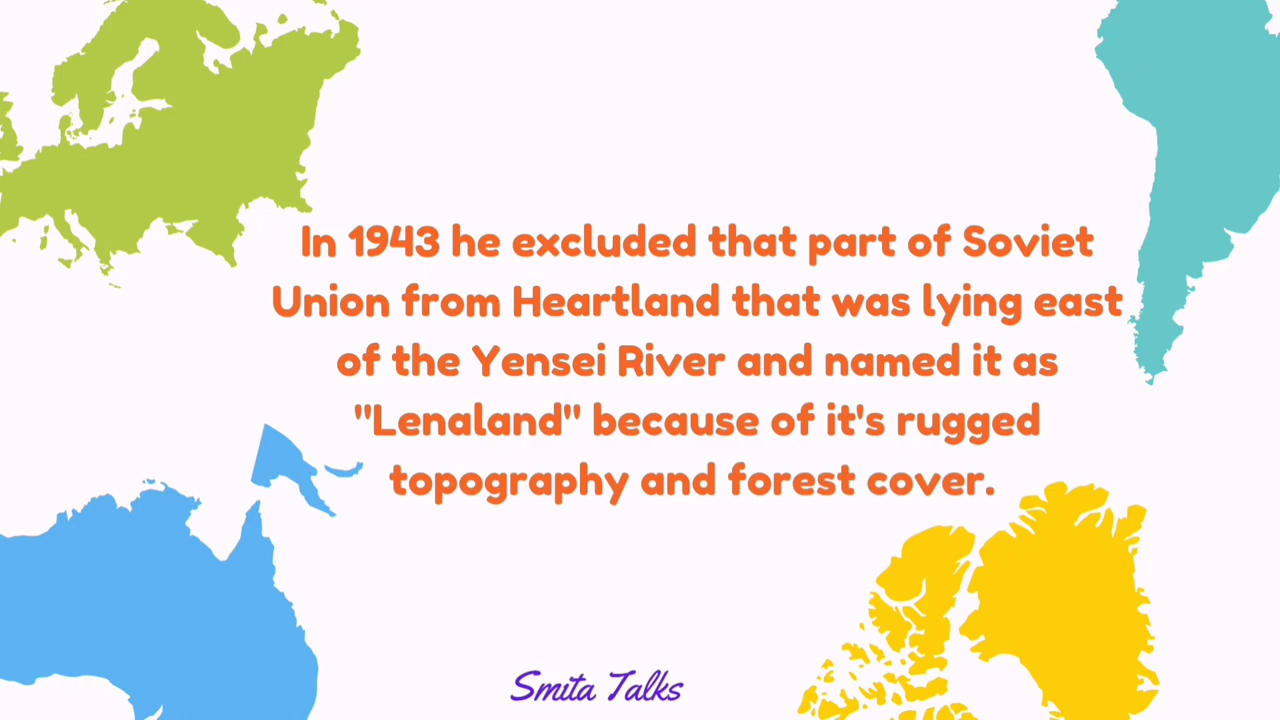 In 1943 he excluded that part of Soviet
Union from Heartland that was lying east
of the Yensei River and named it as
"Lenaland" because of it's rugged
topography and forest cover.
Smita Talks